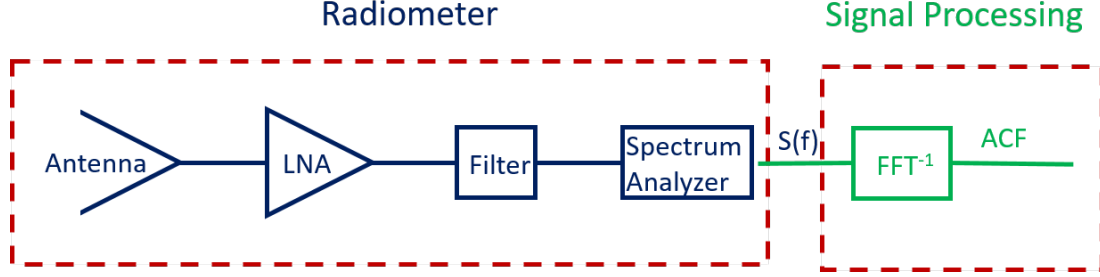 Radiometer
Signal Processing
Antenna
LNA
Filter
Spectrum
Analyzer
S(f)
FFT⁻¹
ACF